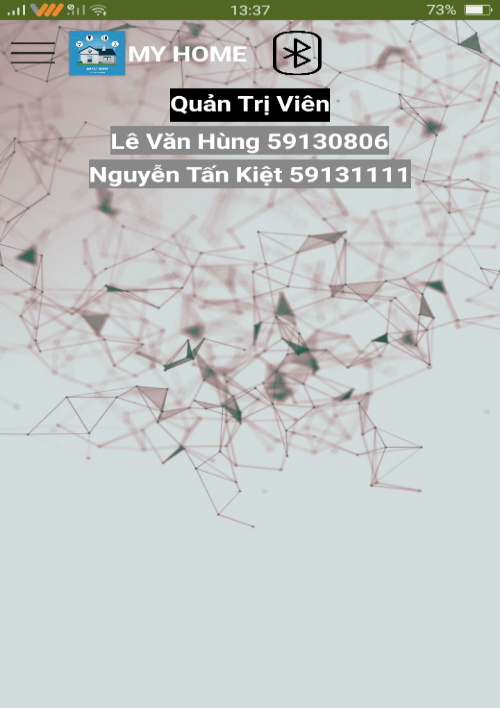 13:37 73%
MY HOME
Quản Trị Viên
Lê Văn Hùng 59130806
Nguyễn Tấn Kiệt 59131111